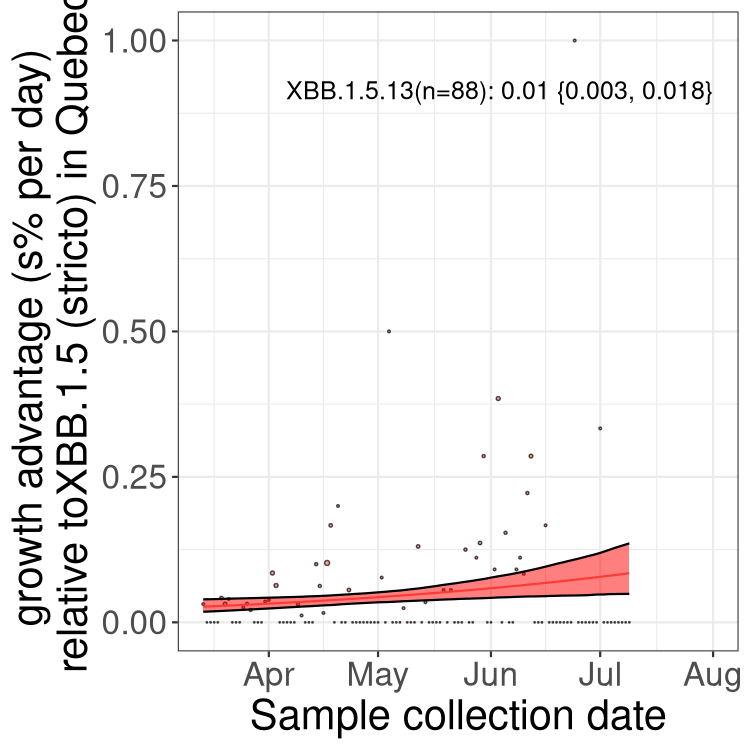 growth advantage (s% per day)
relative toXBB.1.5 (stricto) in Quebec
1.00
0.75
0.50
0.25
0.00
XBB.1.5.13(n=88): 0.01 {0.003, 0.018}
Apr
May
Jun
Jul
Aug
Sample collection date